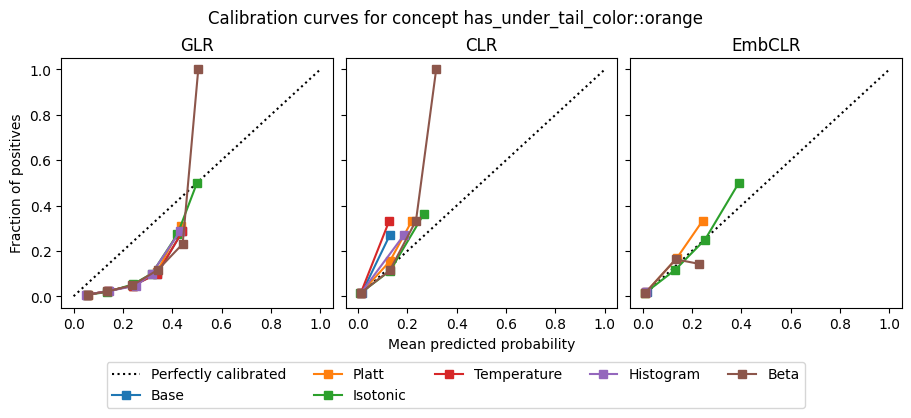 Calibration curves for concept has_under_tail_color::orange
GLR
CLR
EmbCLR
Fraction of positives
1.0
0.8
0.6
0.4
0.2
0.0
0.0 0.2 0.4 0.6 0.8 1.0
0.0 0.2 0.4 0.6 0.8 1.0
0.0 0.2 0.4 0.6 0.8 1.0
Mean predicted probability
Perfectly calibrated
Base
Platt
Isotonic
Temperature
Histogram
Beta